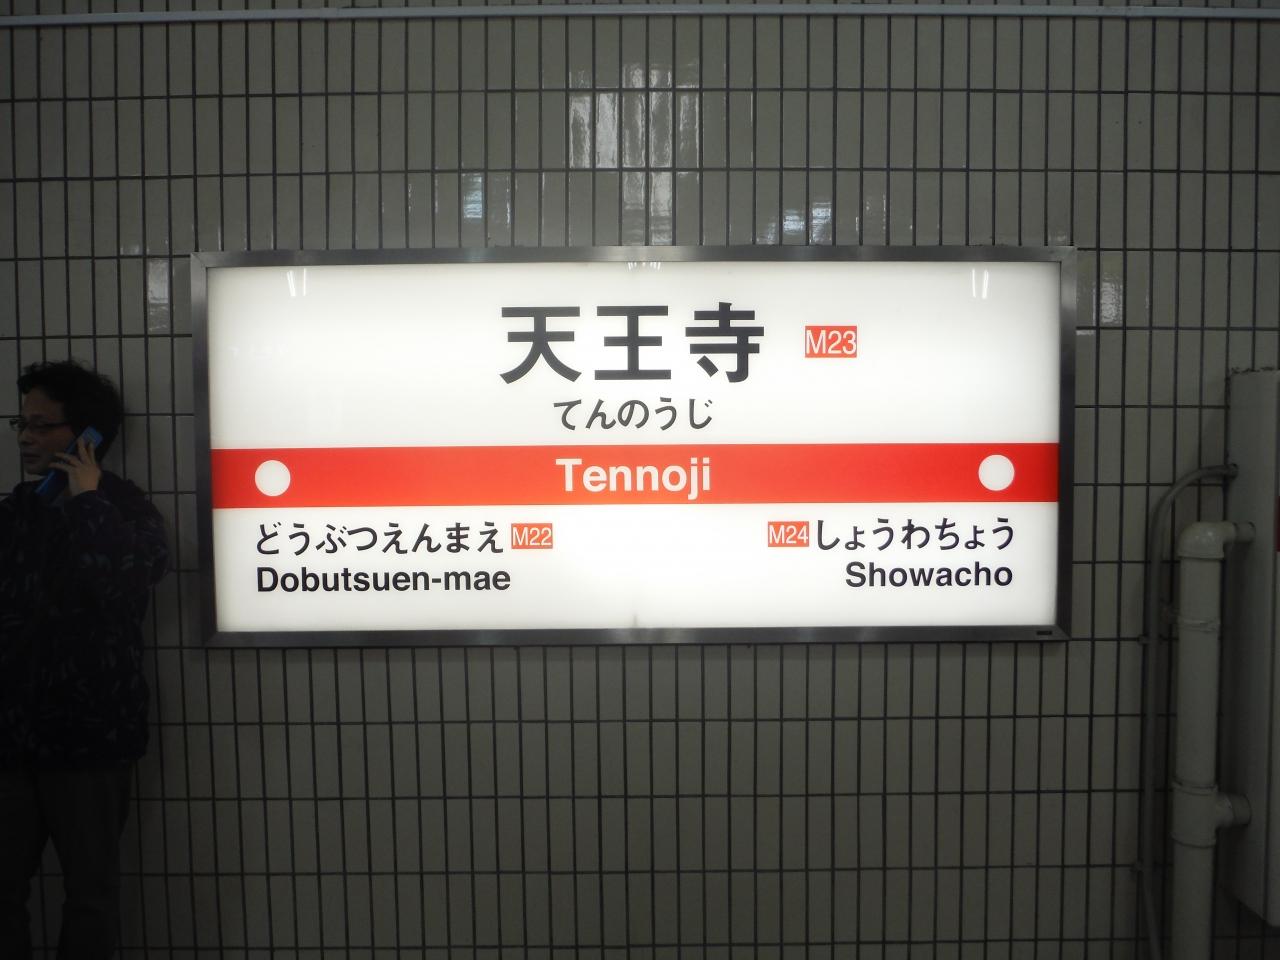 天王寺 M23
てんのうじ
Tennoji
どうぶつえんまえ M22
Dobutsuen-mae
M24 しょうわちょう
Showacho